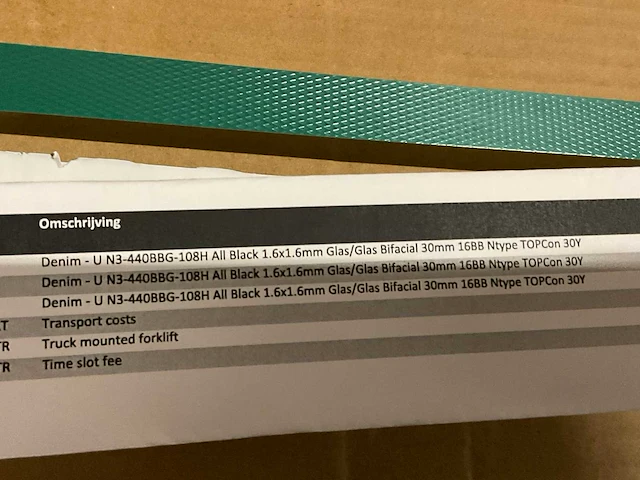 Omschrijving
Denim - U N3-440BBG-108H All Black 1.6x1.6mm Glas/Glas Bifacial 30mm 16BB Ntype TOPCon 30Y
Denim - U N3-440BBG-108H All Black 1.6x1.6mm Glas/Glas Bifacial 30mm 16BB Ntype TOPCon 30Y
Denim - U N3-440BBG-108H All Black 1.6x1.6mm Glas/Glas Bifacial 30mm 16BB Ntype TOPCon 30Y
Transport costs
Truck mounted forklift
Time slot fee